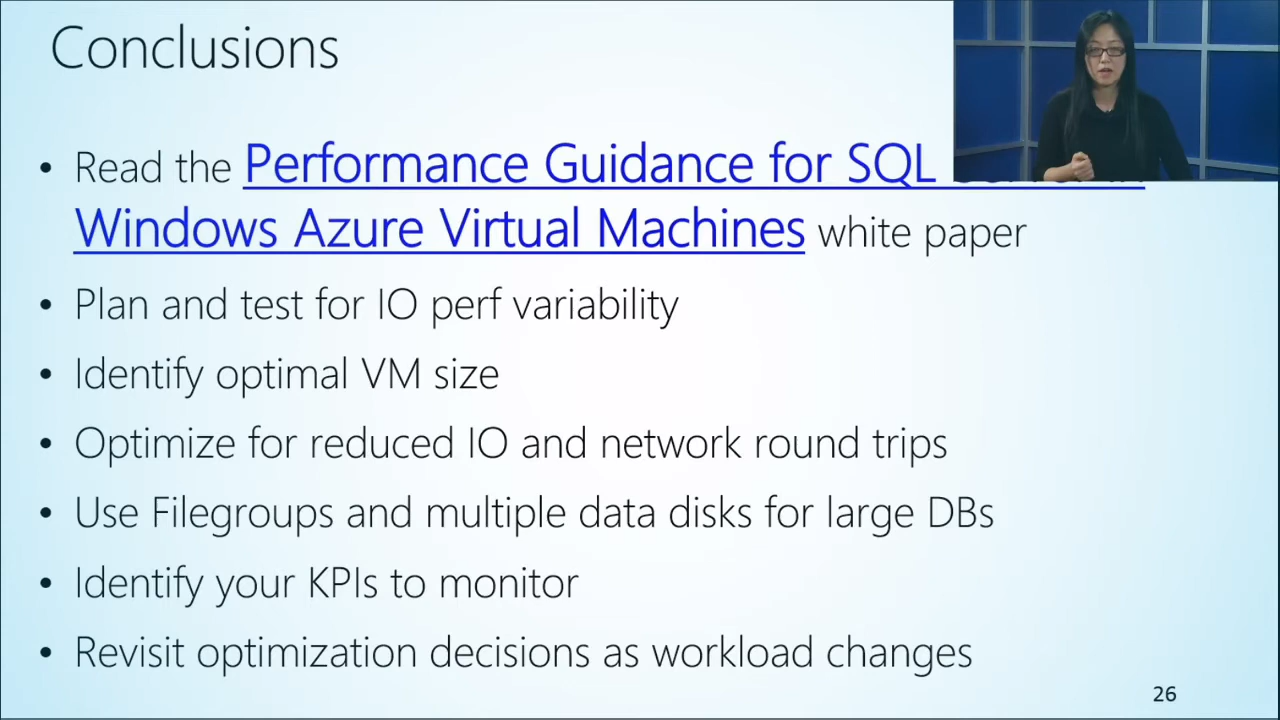 Conclusions
• Read the Performance Guidance for SQL
Windows Azure Virtual Machines white paper
• Plan and test for IO perf variability
• Identify optimal VM size
• Optimize for reduced IO and network round trips
• Use Filegroups and multiple data disks for large DBs
• Identify your KPIs to monitor
• Revisit optimization decisions as workload changes
26